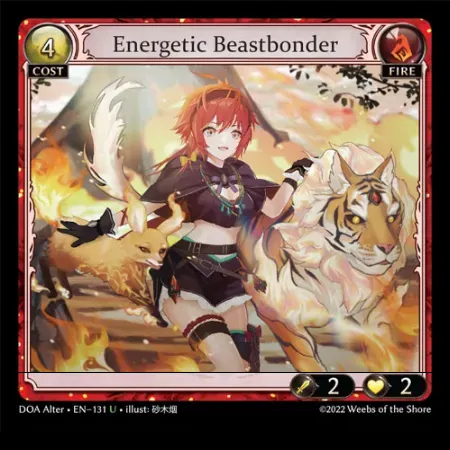 4 Energetic Beastbonder
COST FIRE
2 2
DOA Alter • EN-131 U • illust: 砂木烟 ©2022 Weebs of the Shore